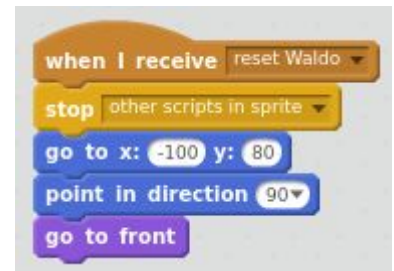 when I receive reset Waldo
stop other scripts in sprite
go to x: -100 y: 80
point in direction 90
go to front